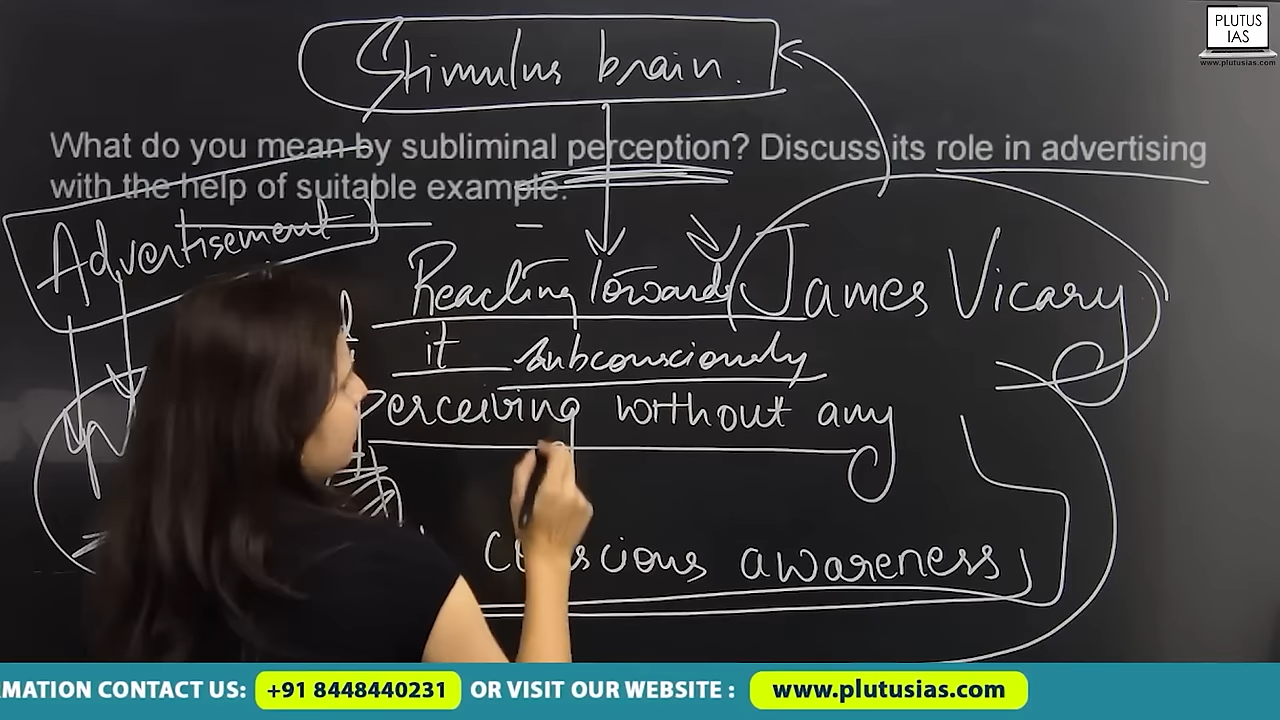 PLUTUS
IAS
www.plutusias.com
Stimulus brain.
What do you mean by subliminal perception? Discuss its role in advertising
with the help of suitable example.
Advertisement
Reacting towards
James Vicary
it subconsciously
Perceiving without any
conscious awareness
RMATION CONTACT US: +91 8448440231 OR VISIT OUR WEBSITE : www.plutusias.com